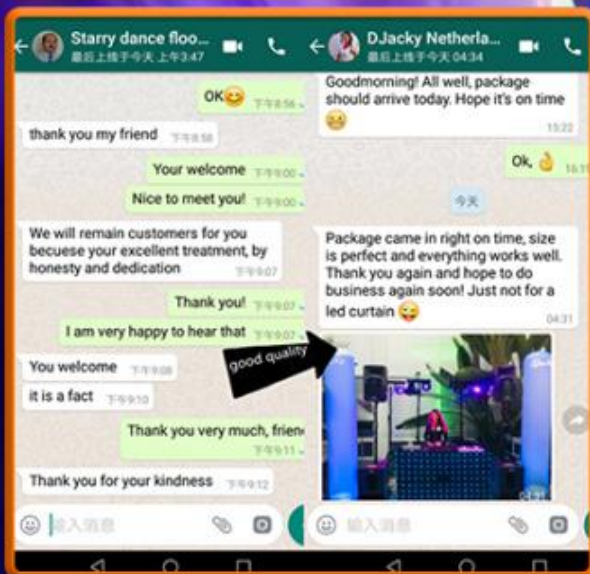 Starry dance floo...
最后上线于今天 上午3:47
OK😊
下午8:56
thank you my friend
下午8:58
Your welcome
下午9:00
Nice to meet you!
下午9:00
We will remain customers for you
becuese your excellent treatment, by
honesty and dedication
下午9:07
Thank you!
下午9:07
I am very happy to hear that
下午9:07
You welcome
下午9:08
it is a fact
下午9:10
Thank you very much, frien
下午9:11
Thank you for your kindness
下午9:12
输入消息
good quality
DJacky Netherla...
最后上线于今天 04:34
Goodmorning! All well, package
should arrive today. Hope it's on time
😁
15:22
Ok, 👌
今天
Package came in right on time, size
is perfect and everything works well.
Thank you again and hope to do
business again soon! Just not for a
led curtain 😜
04:31
04:31
输入消息